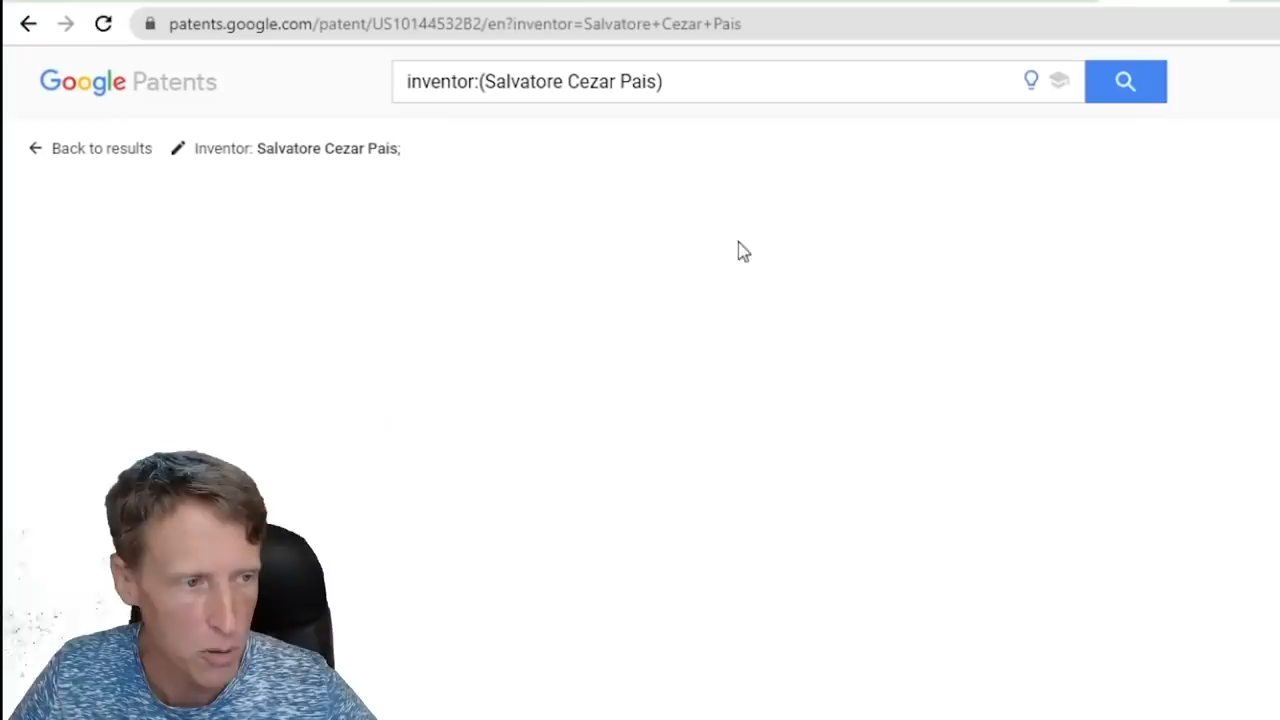 patents.google.com/patent/US10144532B2/en?inventor=Salvatore+Cezar+Pais
Google Patents
inventor:(Salvatore Cezar Pais)
Back to results
Inventor: Salvatore Cezar Pais;